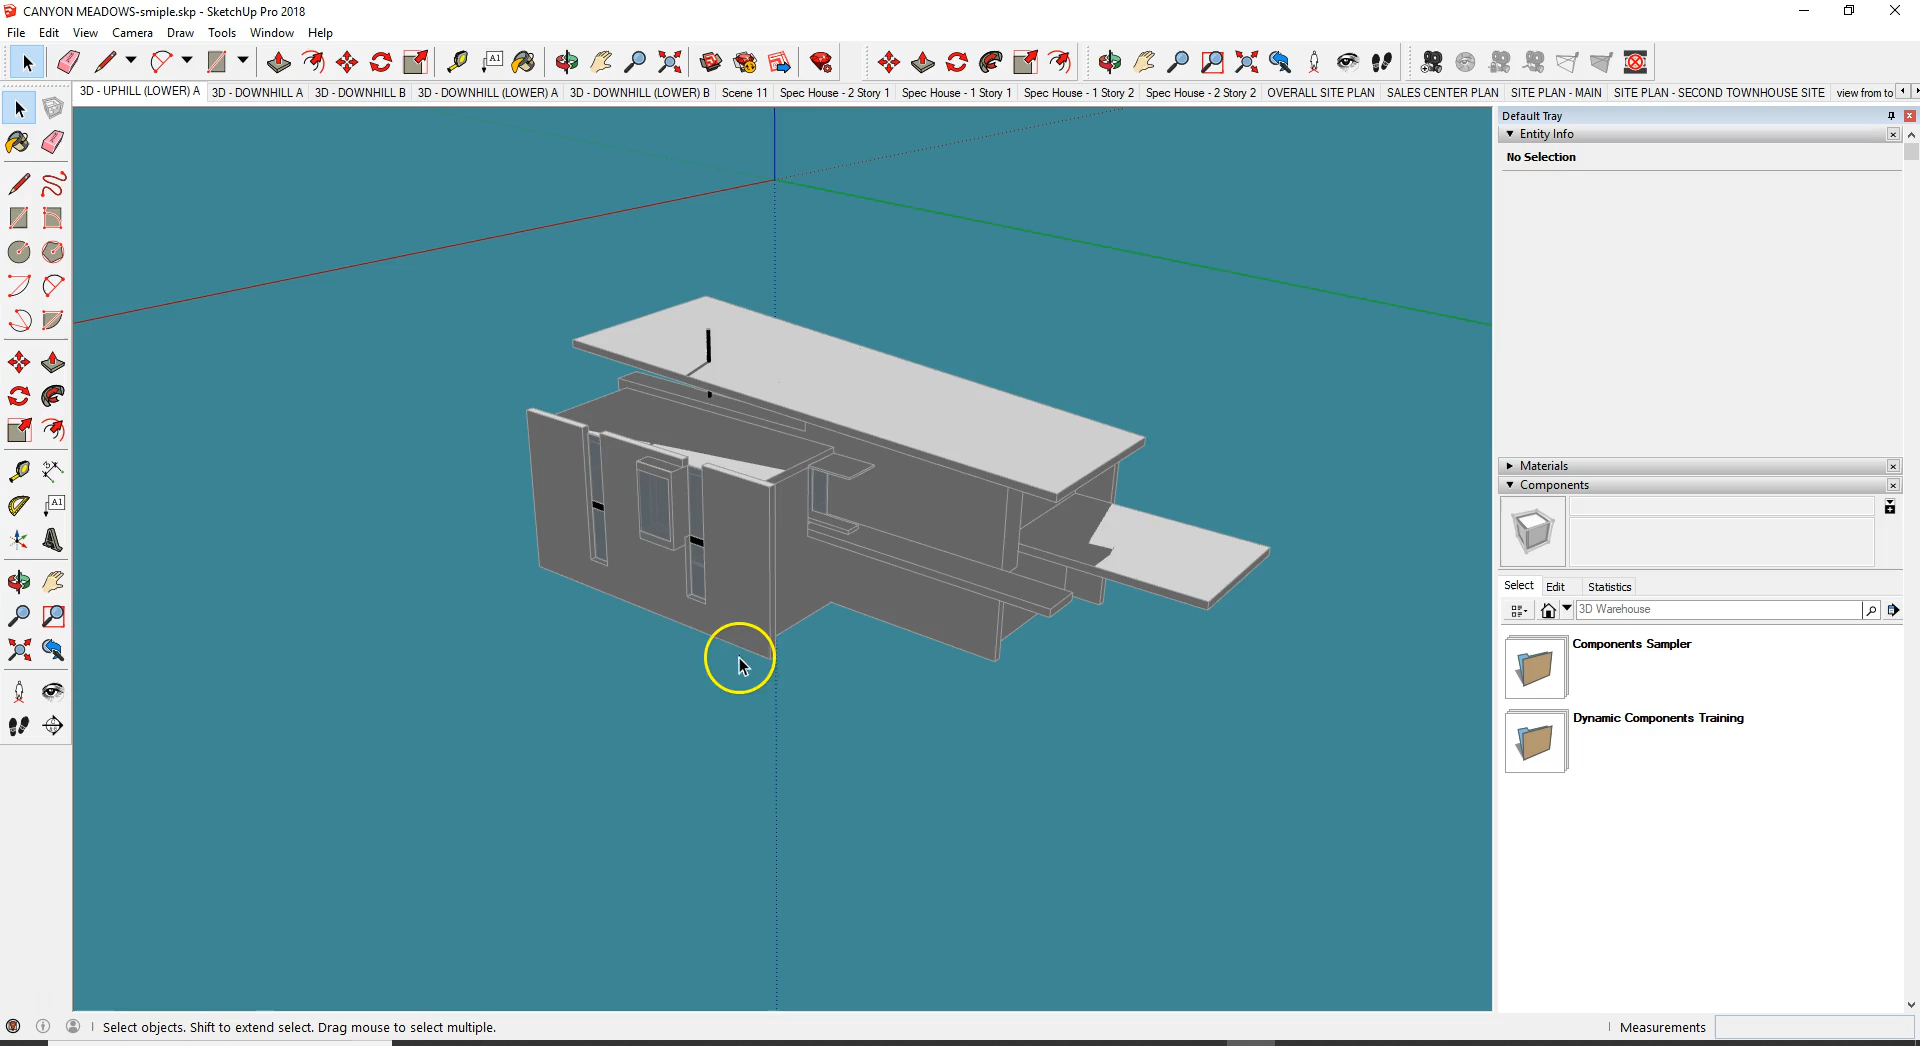 CANYON MEADOWS-smiple.skp - SketchUp Pro 2018
File Edit View Camera Draw Tools Window Help
A1
3D - UPHILL (LOWER) A 3D - DOWNHILL A 3D - DOWNHILL B 3D - DOWNHILL (LOWER) A 3D - DOWNHILL (LOWER) B Scene 11 Spec House - 2 Story 1 Spec House - 1 Story 1 Spec House - 1 Story 2 Spec House - 2 Story 2 OVERALL SITE PLAN SALES CENTER PLAN SITE PLAN - MAIN SITE PLAN - SECOND TOWNHOUSE SITE view from to
Default Tray
Entity Info
No Selection
Materials
Components
A1
Select Edit Statistics
3D Warehouse
Components Sampler
Dynamic Components Training
Select objects. Shift to extend select. Drag mouse to select multiple.
Measurements